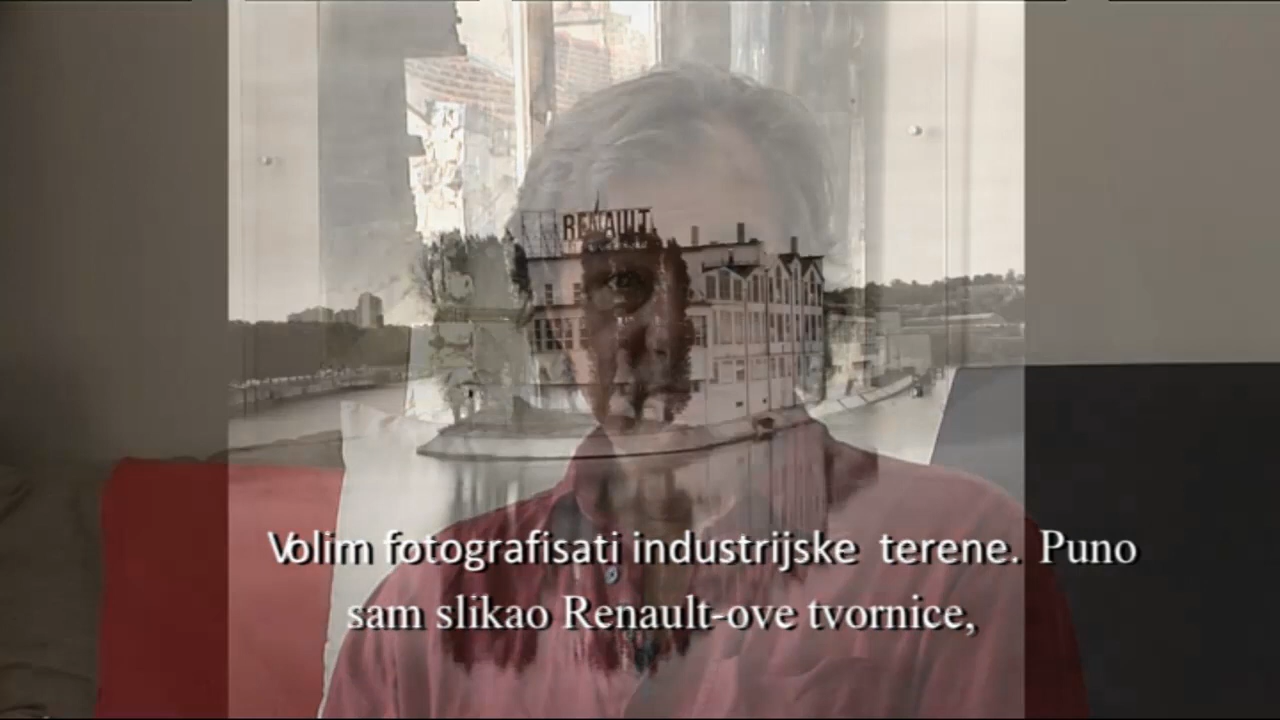 RENAULT
Volim fotografisati industrijske terene. Puno
sam slikao Renault-ove tvornice,